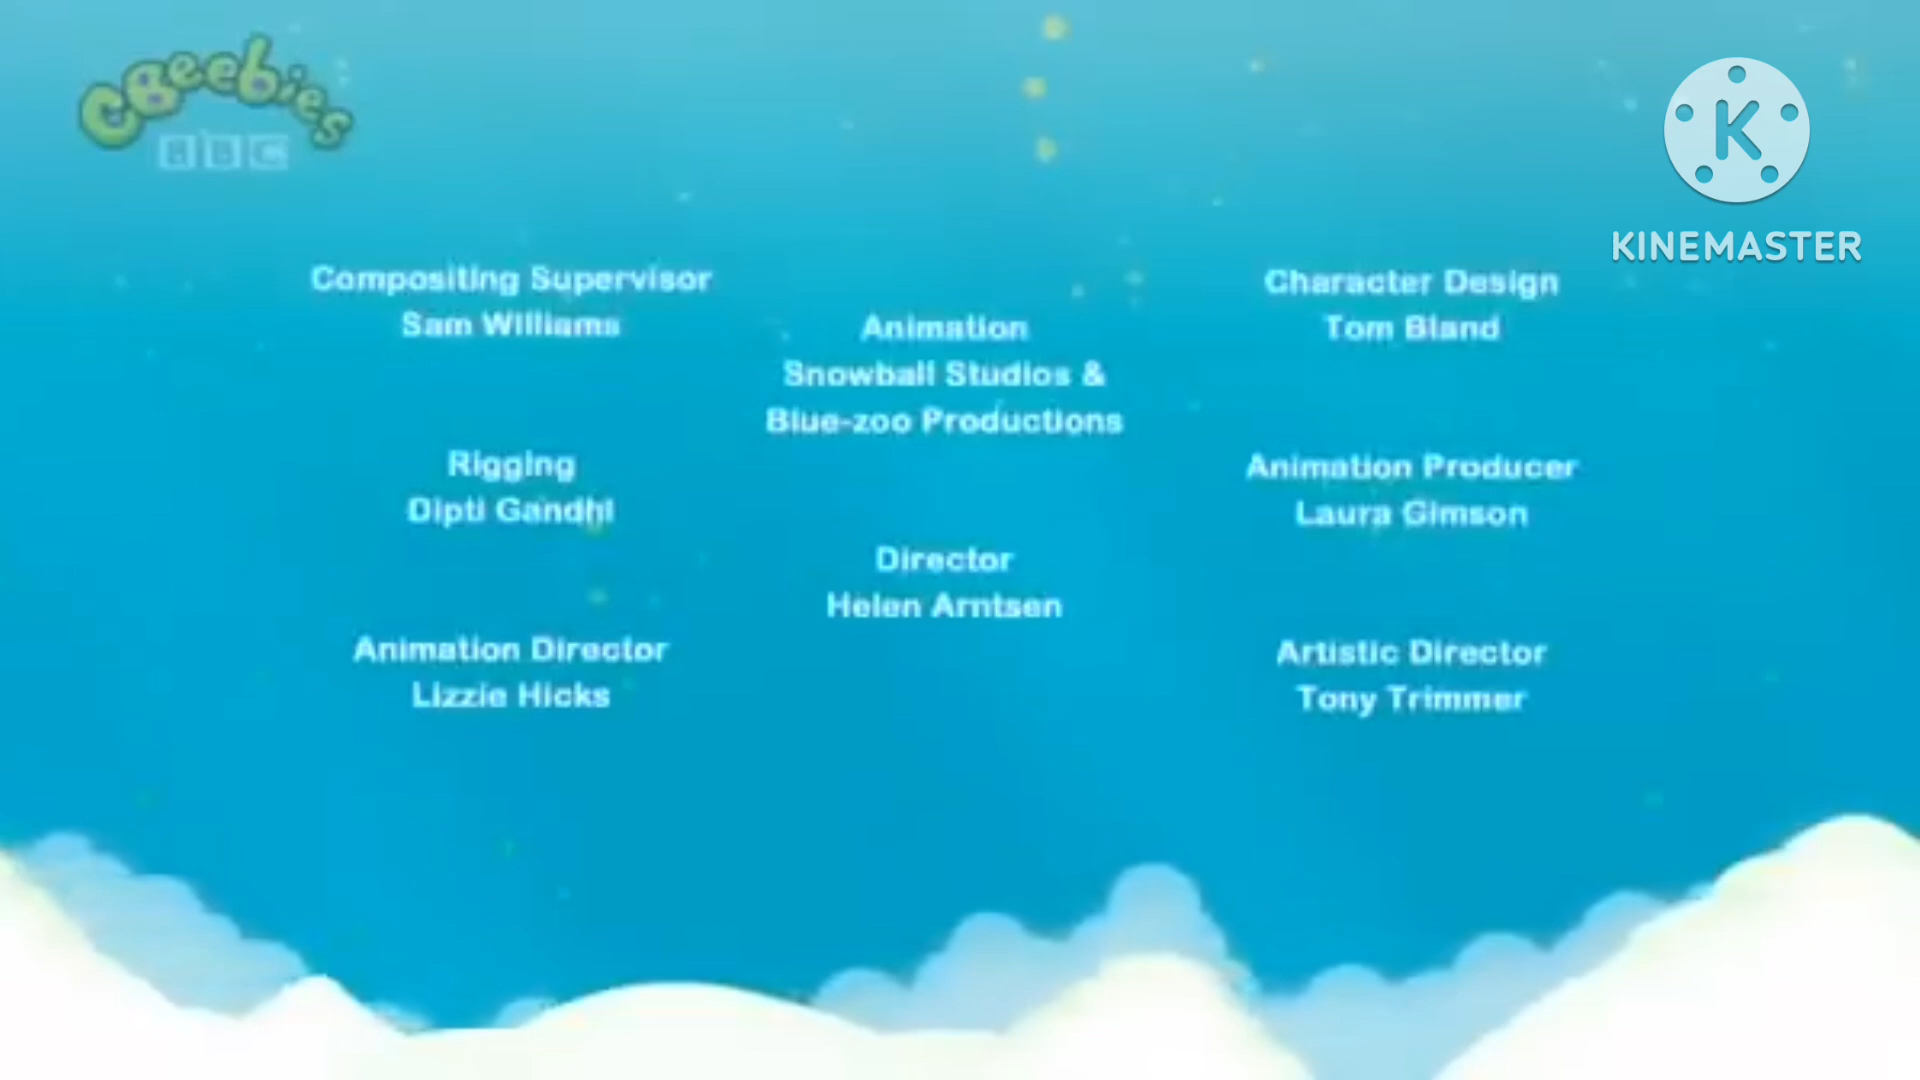 CBeebies
BBC
K
KINEMASTER
Compositing Supervisor
Sam Williams
Rigging
Dipti Gandhi
Animation Director
Lizzie Hicks
Animation
Snowball Studios &
Blue-zoo Productions
Director
Helen Arntsen
Character Design
Tom Bland
Animation Producer
Laura Gimson
Artistic Director
Tony Trimmer